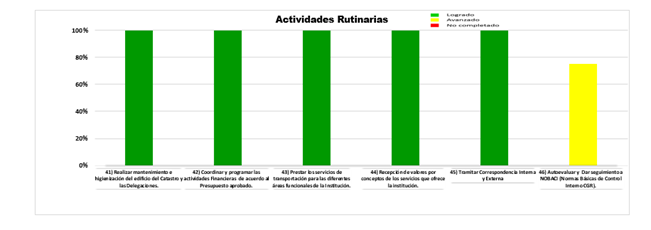 Actividades Rutinarias
Logrado
Avanzado
No completado
100%
80%
60%
40%
20%
0%
41) Realizar mantenimiento e
higienización del edificio del Catastro y
las Delegaciones.
42) Coordinar y programar las
actividades Financieras de acuerdo al
Presupuesto aprobado.
43) Prestar los servicios de
transportación para las diferentes
áreas funcionales de la Institución.
44) Recepción de valores por
conceptos de los servicios que ofrece
la institución.
45) Tramitar Correspondencia Interna
y Externa
46) Autoevaluar y Dar seguimiento a
NOBACI (Normas Básicas de Control
Interno CGR).